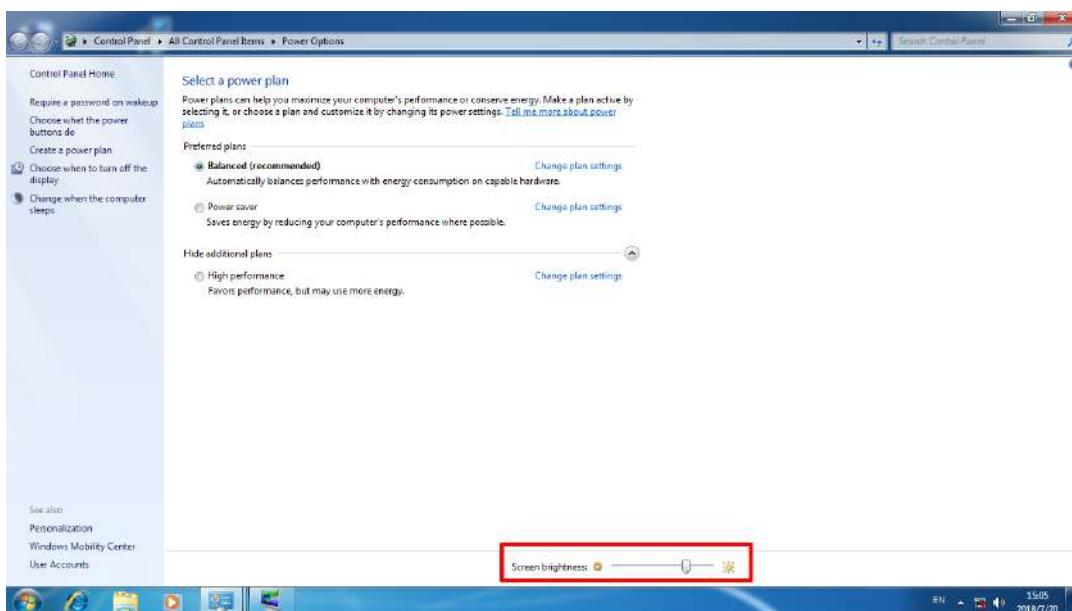 Control Panel ▸ All Control Panel Items ▸ Power Options
Search Control Panel
Control Panel Home
Require a password on wakeup
Choose what the power
buttons do
Create a power plan
Choose when to turn off the
display
Change when the computer
sleeps
See also
Personalization
Windows Mobility Center
User Accounts
Select a power plan
Power plans can help you maximize your computer's performance or conserve energy. Make a plan active by
selecting it, or choose a plan and customize it by changing its power settings. Tell me more about power
plans
Preferred plans
Balanced (recommended) Change plan settings
Automatically balances performance with energy consumption on capable hardware.
Power saver Change plan settings
Saves energy by reducing your computer's performance where possible.
Hide additional plans
High performance Change plan settings
Favors performance, but may use more energy.
Screen brightness:
EN
15:05
2018/7/20